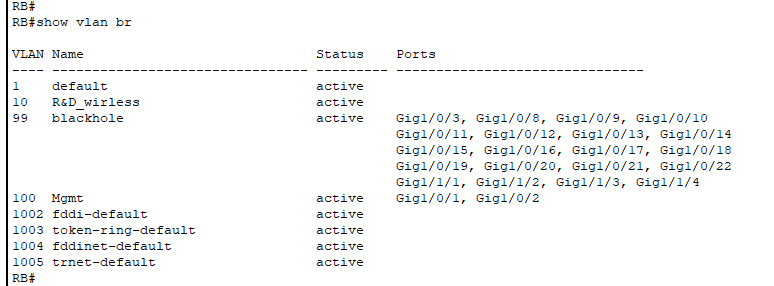 RB#
RB#show vlan br
VLAN Name Status Ports
---- -------------------------------- --------- -------------------------------
1 default active
10 R&D_wirless active
99 blackhole active Gig1/0/3, Gig1/0/8, Gig1/0/9, Gig1/0/10
Gig1/0/11, Gig1/0/12, Gig1/0/13, Gig1/0/14
Gig1/0/15, Gig1/0/16, Gig1/0/17, Gig1/0/18
Gig1/0/19, Gig1/0/20, Gig1/0/21, Gig1/0/22
Gig1/1/1, Gig1/1/2, Gig1/1/3, Gig1/1/4
100 Mgmt active Gig1/0/1, Gig1/0/2
1002 fddi-default active
1003 token-ring-default active
1004 fddinet-default active
1005 trnet-default active
RB#